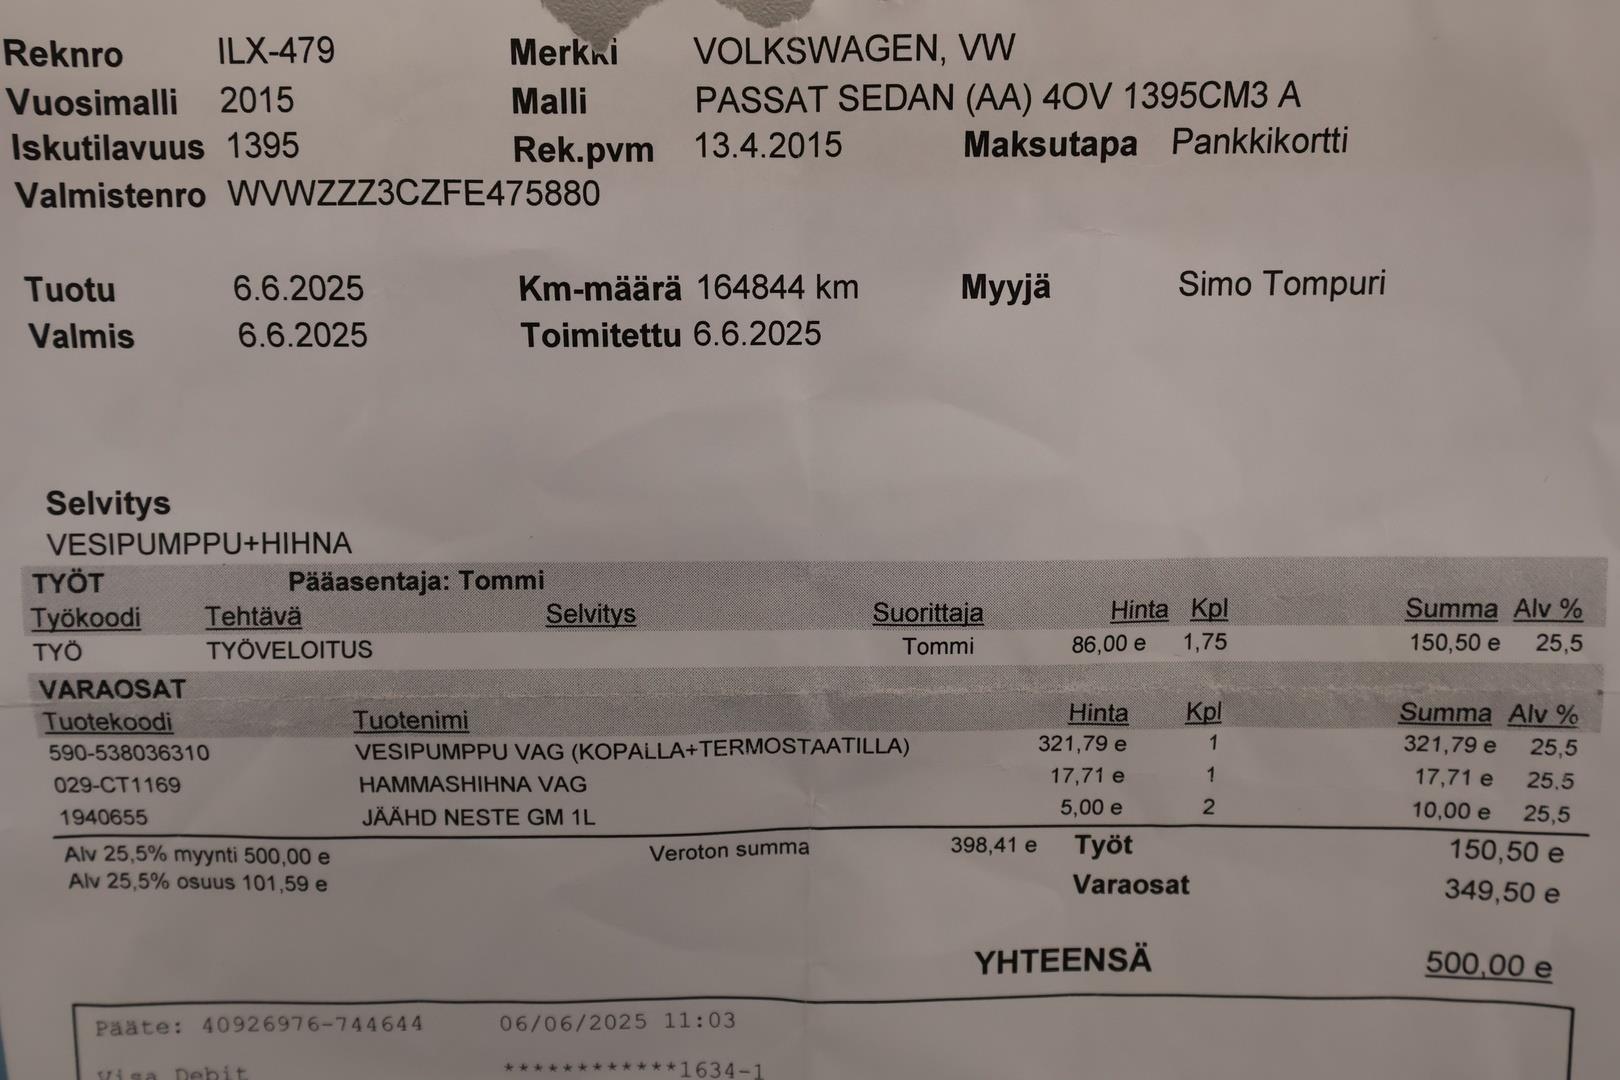 Reknro ILX-479 Merkki VOLKSWAGEN, VW
Vuosimalli 2015 Malli PASSAT SEDAN (AA) 4OV 1395CM3 A
Iskutilavuus 1395 Rek.pvm 13.4.2015 Maksutapa Pankkikortti
Valmistenro WVWZZZ3CZFE475880
Tuotu 6.6.2025 Km-määrä 164844 km Myyjä Simo Tompuri
Valmis 6.6.2025 Toimitettu 6.6.2025
Selvitys
VESIPUMPPU+HIHNA
TYÖT Pääasentaja: Tommi
Työkoodi Tehtävä Selvitys Suorittaja Hinta Kpl Summa Alv %
TYÖ TYÖVELOITUS Tommi 86,00 e 1,75 150,50 e 25,5
VARAOSAT
Tuotekoodi Tuotenimi Hinta Kpl Summa Alv %
590-538036310 VESIPUMPPU VAG (KOPALLA+TERMOSTAATILLA) 321,79 e 1 321,79 e 25,5
029-CT1169 HAMMASHIHNA VAG 17,71 e 1 17,71 e 25,5
1940655 JÄÄHD NESTE GM 1L 5,00 e 2 10,00 e 25,5
Alv 25,5% myynti 500,00 e Veroton summa 398,41 e Työt 150,50 e
Alv 25,5% osuus 101,59 e Varaosat 349,50 e
YHTEENSÄ 500,00 e
Pääte: 40926976-744644 06/06/2025 11:03
Visa Debit ************1634-1